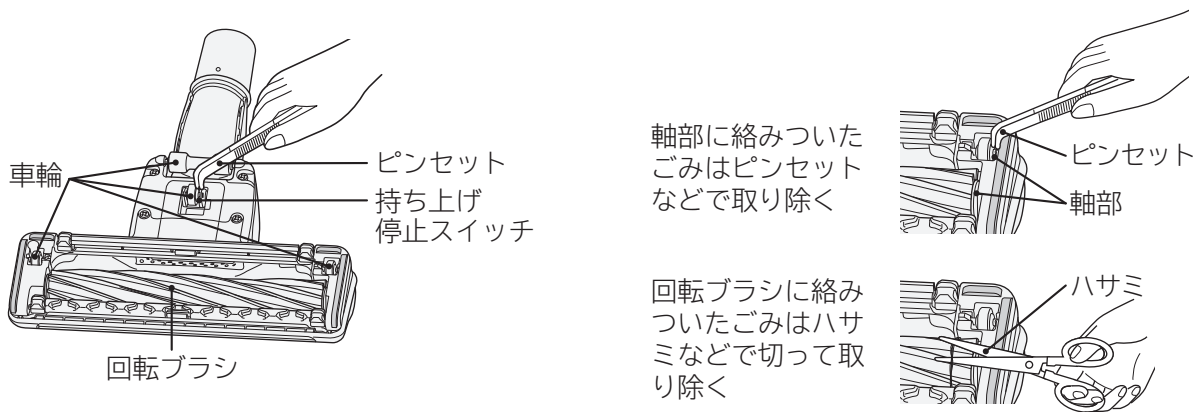 車輪
ピンセット
持ち上げ
停止スイッチ
回転ブラシ
軸部に絡みついた
ごみはピンセット
などで取り除く
ピンセット
軸部
回転ブラシに絡み
ついたごみはハサ
ミなどで切って取
り除く
ハサミ